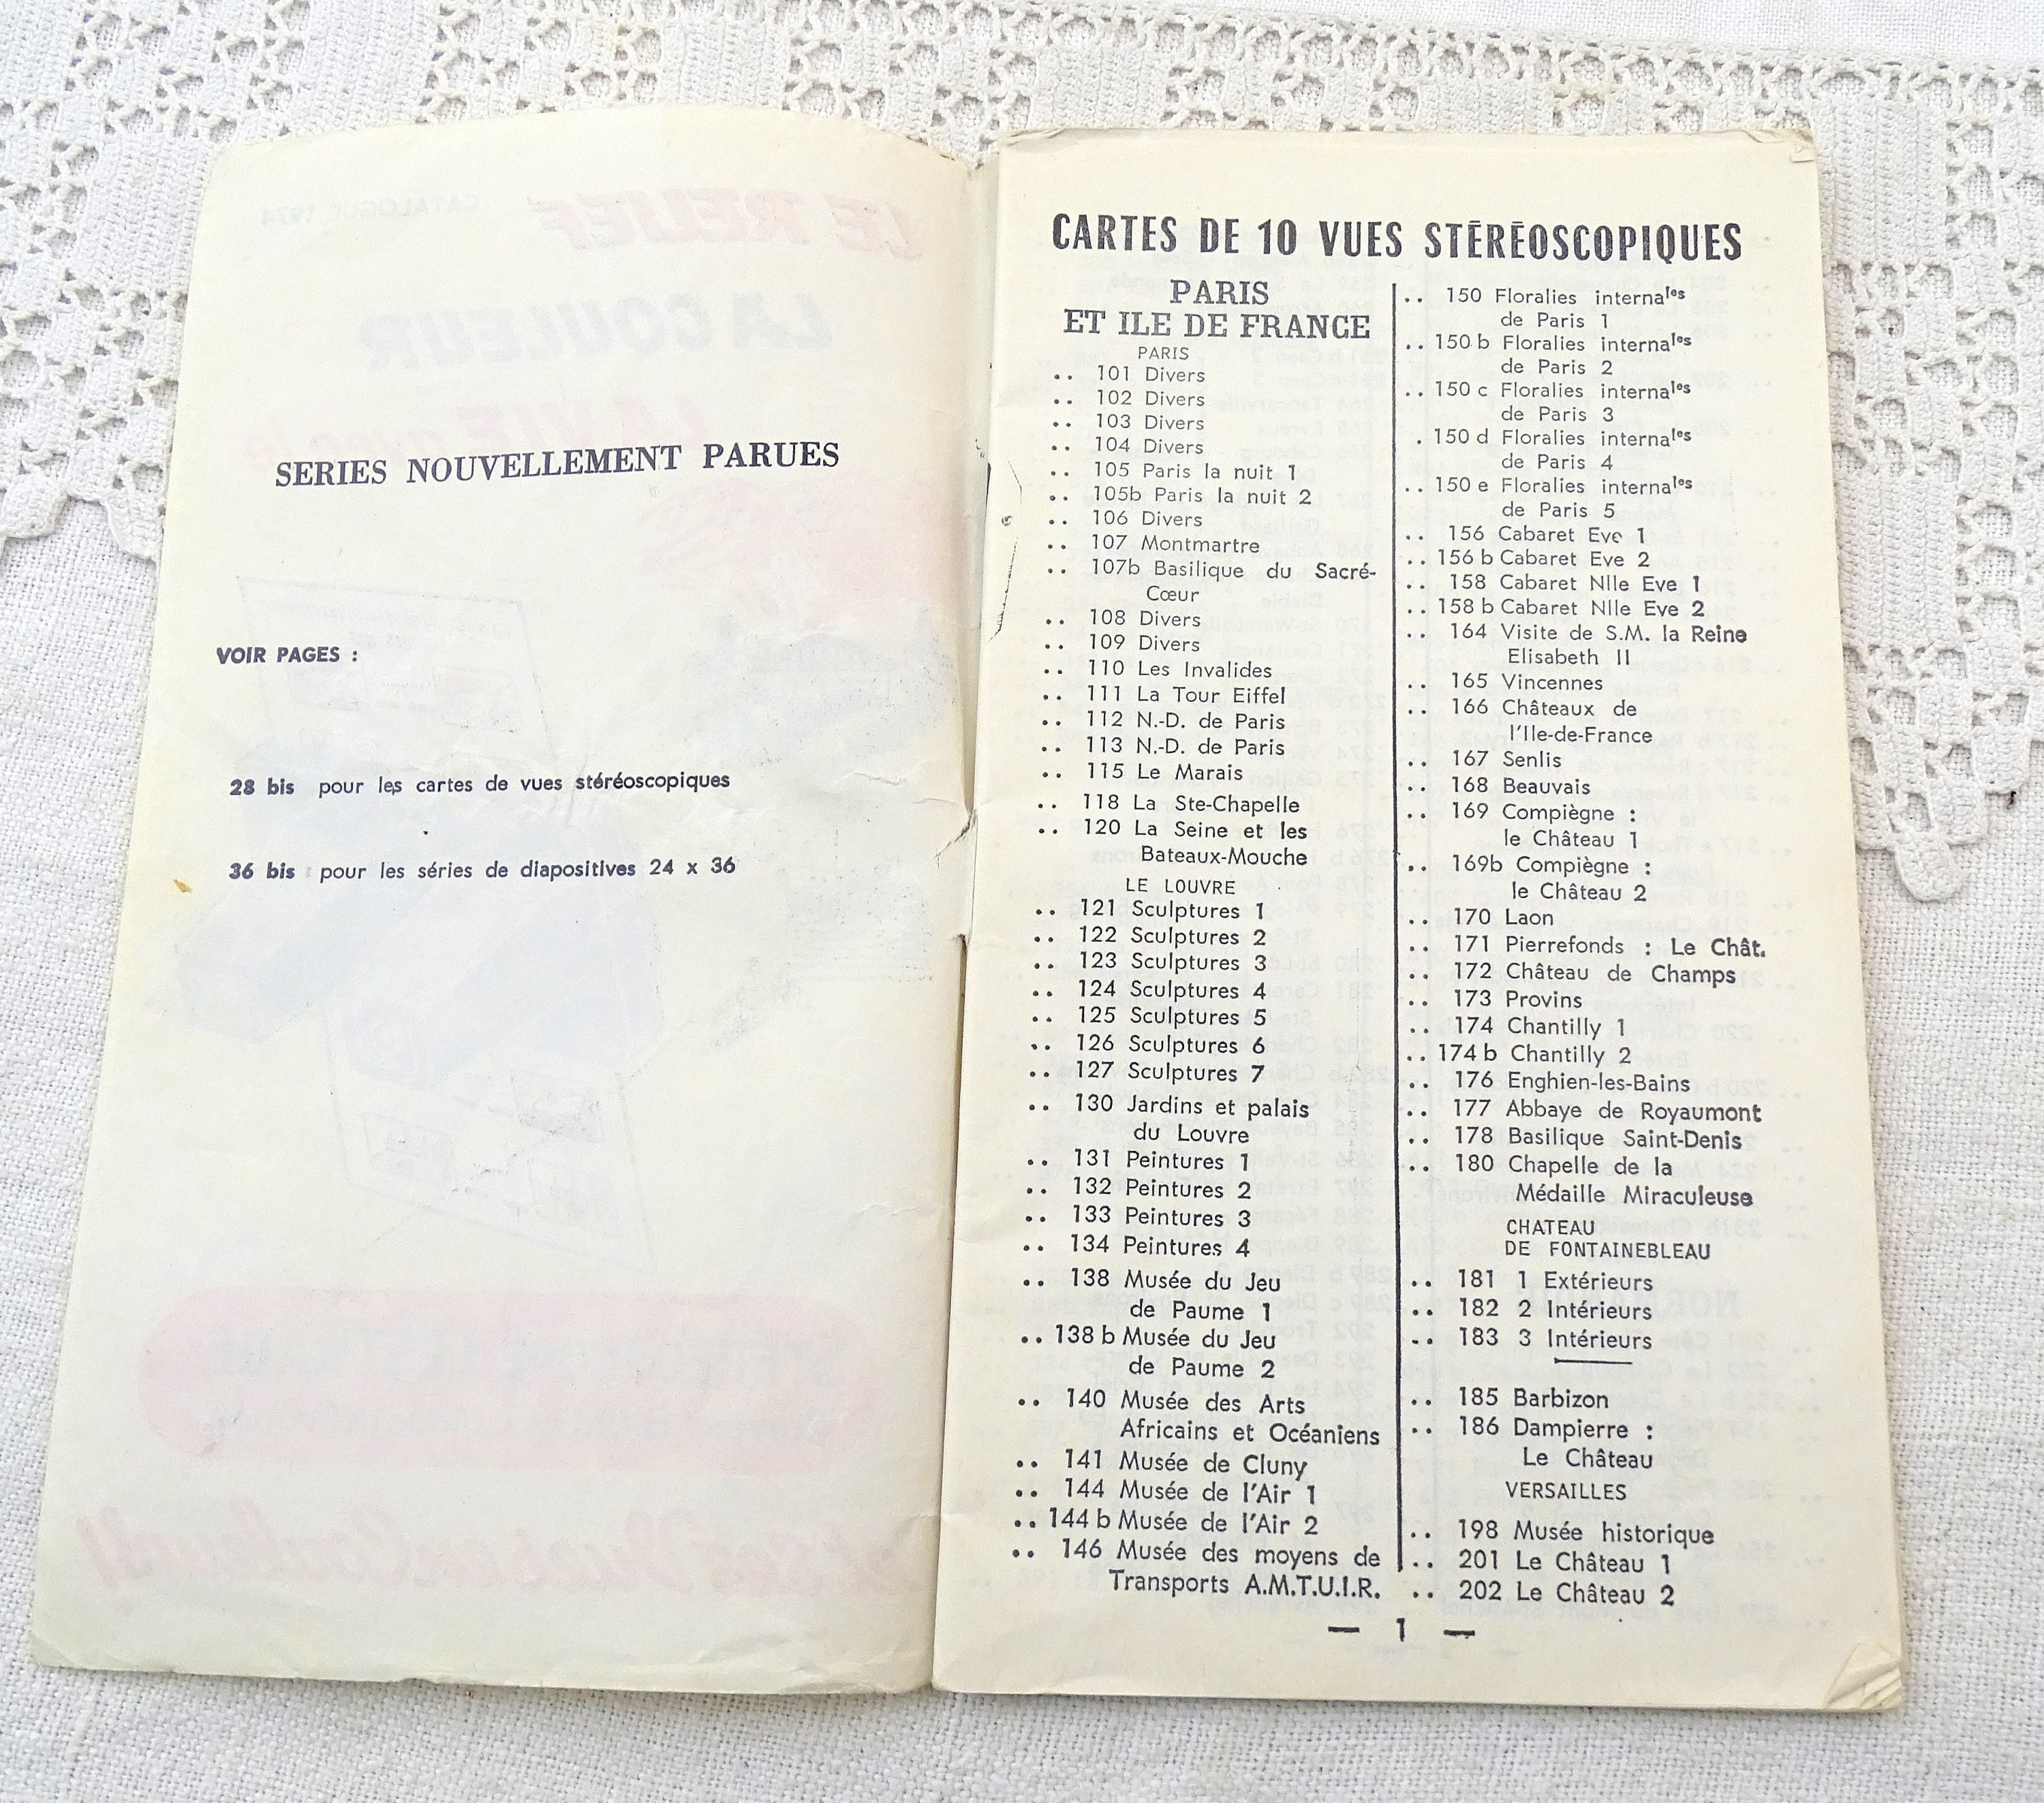 SERIES NOUVELLEMENT PARUES
VOIR PAGES :
28 bis pour les cartes de vues stéréoscopiques
36 bis pour les séries de diapositives 24 x 36
CARTES DE 10 VUES STÉRÉOSCOPIQUES
PARIS
ET ILE DE FRANCE
PARIS
.. 101 Divers
.. 102 Divers
.. 103 Divers
.. 104 Divers
.. 105 Paris la nuit 1
.. 105b Paris la nuit 2
.. 106 Divers
.. 107 Montmartre
.. 107b Basilique du Sacré-
Cœur
.. 108 Divers
.. 109 Divers
.. 110 Les Invalides
.. 111 La Tour Eiffel
.. 112 N.-D. de Paris
.. 113 N.-D. de Paris
.. 115 Le Marais
.. 118 La Ste-Chapelle
.. 120 La Seine et les
Bateaux-Mouche
LE LOUVRE
.. 121 Sculptures 1
.. 122 Sculptures 2
.. 123 Sculptures 3
.. 124 Sculptures 4
.. 125 Sculptures 5
.. 126 Sculptures 6
.. 127 Sculptures 7
.. 130 Jardins et palais
du Louvre
.. 131 Peintures 1
.. 132 Peintures 2
.. 133 Peintures 3
.. 134 Peintures 4
.. 138 Musée du Jeu
de Paume 1
.. 138 b Musée du Jeu
de Paume 2
.. 140 Musée des Arts
Africains et Océaniens
.. 141 Musée de Cluny
.. 144 Musée de l'Air 1
.. 144 b Musée de l'Air 2
.. 146 Musée des moyens de
Transports A.M.T.U.I.R.
.. 150 Floralies internales
de Paris 1
.. 150 b Floralies internales
de Paris 2
.. 150 c Floralies internales
de Paris 3
. 150 d Floralies internales
de Paris 4
.. 150 e Floralies internales
de Paris 5
.. 156 Cabaret Eve 1
.. 156 b Cabaret Eve 2
.. 158 Cabaret Nlle Eve 1
.. 158 b Cabaret Nlle Eve 2
.. 164 Visite de S.M. la Reine
Elisabeth II
.. 165 Vincennes
.. 166 Châteaux de
l'Ile-de-France
.. 167 Senlis
.. 168 Beauvais
.. 169 Compiègne :
le Château 1
.. 169b Compiègne :
le Château 2
.. 170 Laon
.. 171 Pierrefonds : Le Chât.
.. 172 Château de Champs
.. 173 Provins
.. 174 Chantilly 1
.. 174 b Chantilly 2
.. 176 Enghien-les-Bains
.. 177 Abbaye de Royaumont
.. 178 Basilique Saint-Denis
.. 180 Chapelle de la
Médaille Miraculeuse
CHATEAU
DE FONTAINEBLEAU
.. 181 1 Extérieurs
.. 182 2 Intérieurs
.. 183 3 Intérieurs
.. 185 Barbizon
.. 186 Dampierre :
Le Château
VERSAILLES
.. 198 Musée historique
.. 201 Le Château 1
.. 202 Le Château 2
— 1 —